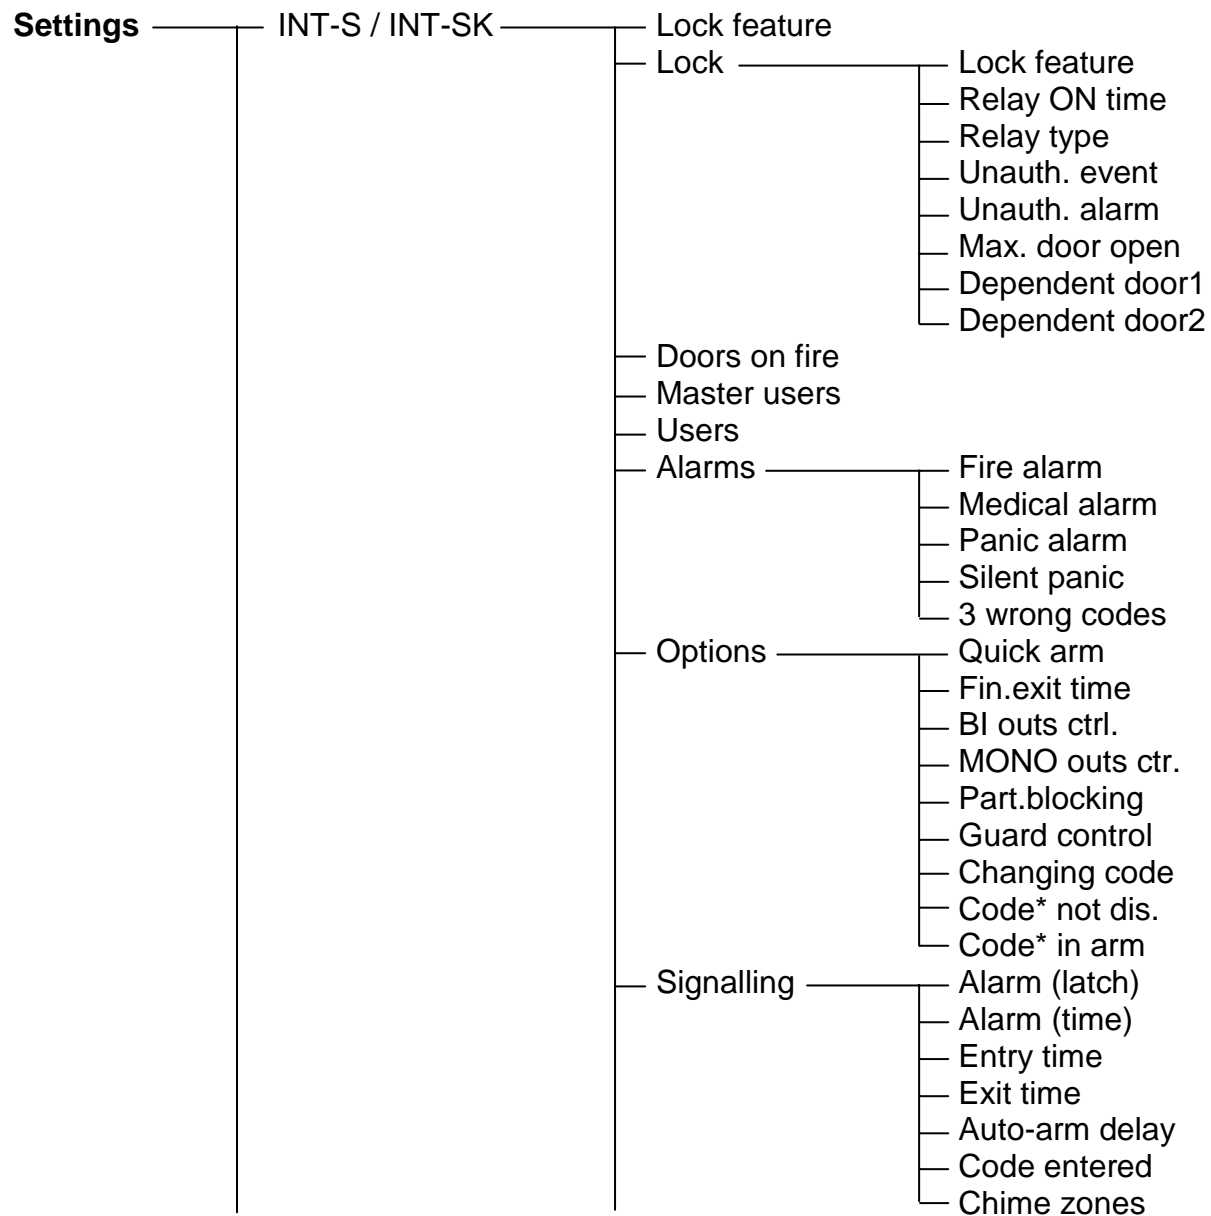 Settings INT-S / INT-SK Lock feature
Lock Lock feature
Relay ON time
Relay type
Unauth. event
Unauth. alarm
Max. door open
Dependent door1
Dependent door2
Doors on fire
Master users
Users
Alarms Fire alarm
Medical alarm
Panic alarm
Silent panic
3 wrong codes
Options Quick arm
Fin.exit time
BI outs ctrl.
MONO outs ctr.
Part.blocking
Guard control
Changing code
Code* not dis.
Code* in arm
Signalling Alarm (latch)
Alarm (time)
Entry time
Exit time
Auto-arm delay
Code entered
Chime zones